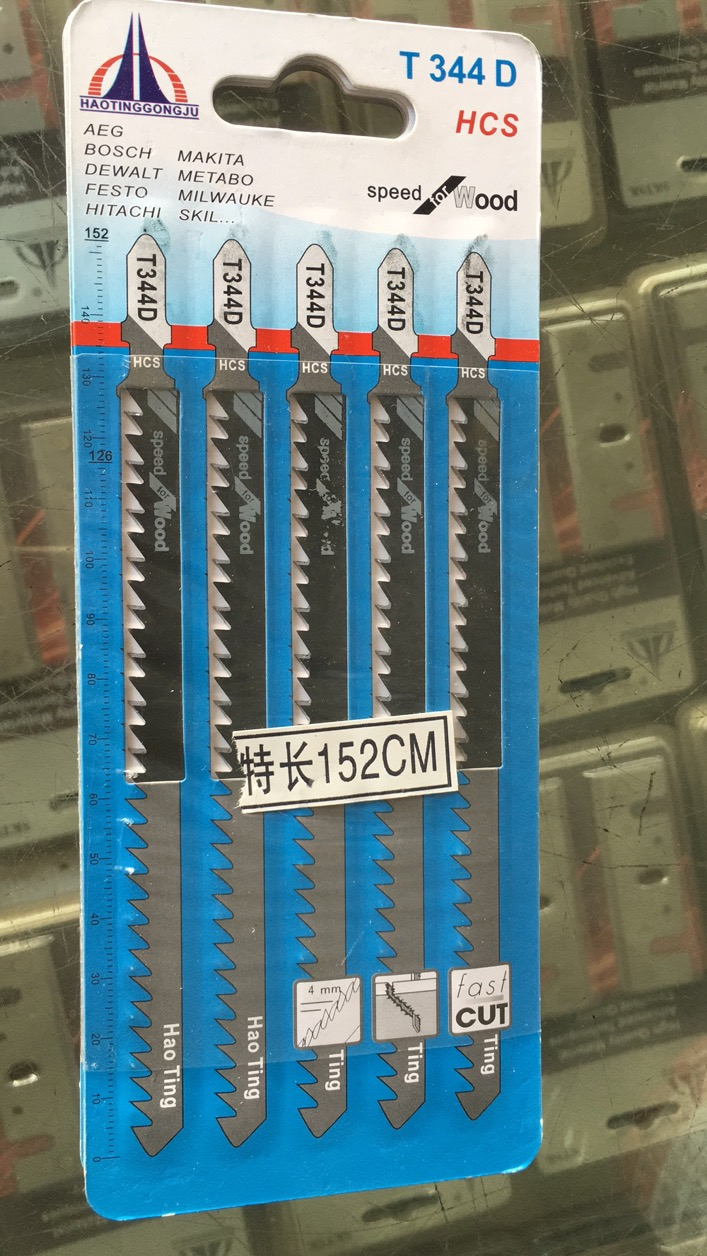 HAOTINGGONGJU
T 344 D
HCS
AEG
BOSCH MAKITA
DEWALT METABO
FESTO MILWAUKE
HITACHI SKIL...
speed for Wood
152
140
130
120
126
110
100
90
80
70
60
50
40
30
20
10
0
T344D T344D T344D T344D T344D
HCS HCS HCS HCS HCS
speed for Wood
speed for Wood
speed
speed for Wood
speed for Wood
特长152CM
4 mm
fast
CUT
Hao Ting
Hao Ting
Ting
Ting
Ting